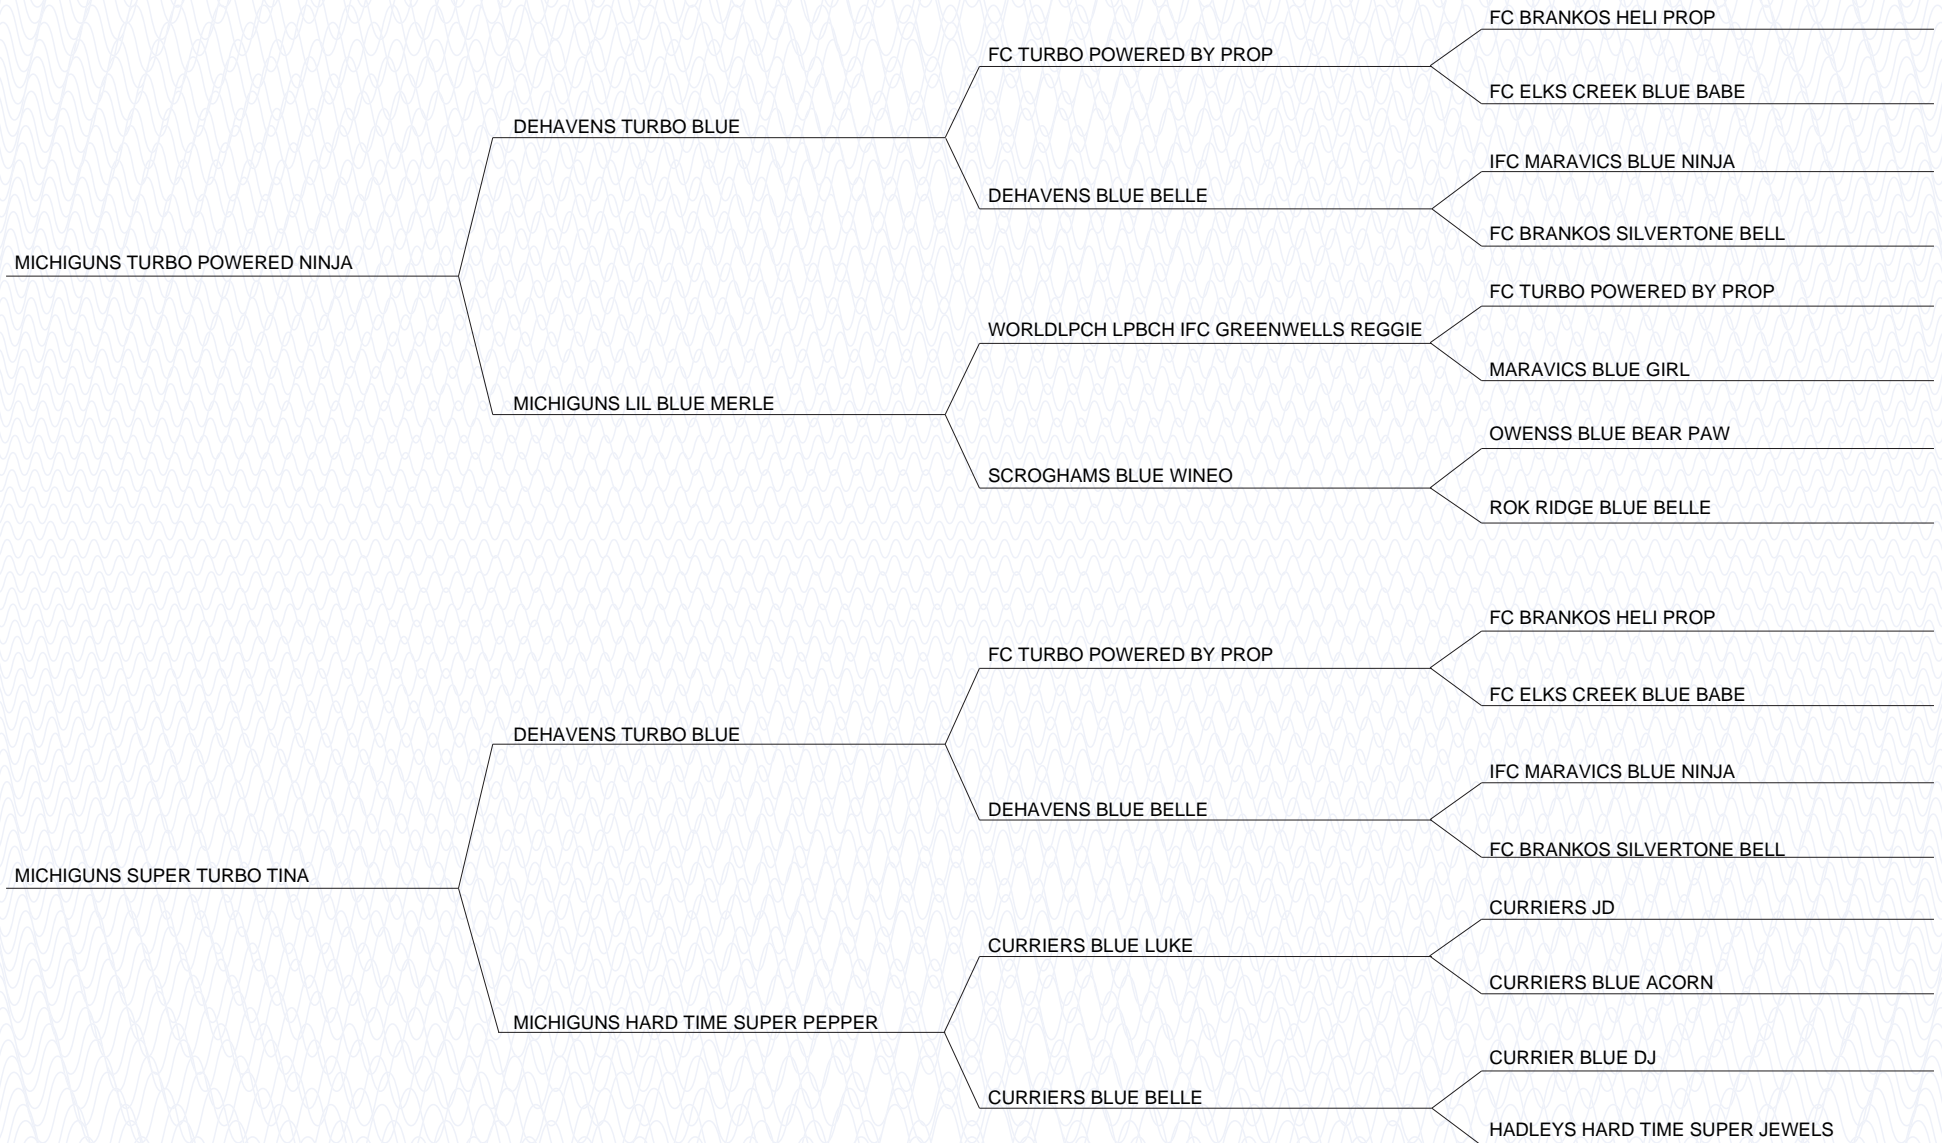 FC BRANKOS HELI PROP
FC TURBO POWERED BY PROP
FC ELKS CREEK BLUE BABE
DEHAVENS TURBO BLUE
IFC MARAVICS BLUE NINJA
DEHAVENS BLUE BELLE
FC BRANKOS SILVERTONE BELL
MICHIGUNS TURBO POWERED NINJA
FC TURBO POWERED BY PROP
WORLDLPCH LPBCH IFC GREENWELLS REGGIE
MARAVICS BLUE GIRL
MICHIGUNS LIL BLUE MERLE
OWENSS BLUE BEAR PAW
SCROGHAMS BLUE WINEO
ROK RIDGE BLUE BELLE
FC BRANKOS HELI PROP
FC TURBO POWERED BY PROP
FC ELKS CREEK BLUE BABE
DEHAVENS TURBO BLUE
IFC MARAVICS BLUE NINJA
DEHAVENS BLUE BELLE
FC BRANKOS SILVERTONE BELL
MICHIGUNS SUPER TURBO TINA
CURRIERS JD
CURRIERS BLUE LUKE
CURRIERS BLUE ACORN
MICHIGUNS HARD TIME SUPER PEPPER
CURRIER BLUE DJ
CURRIERS BLUE BELLE
HADLEYS HARD TIME SUPER JEWELS